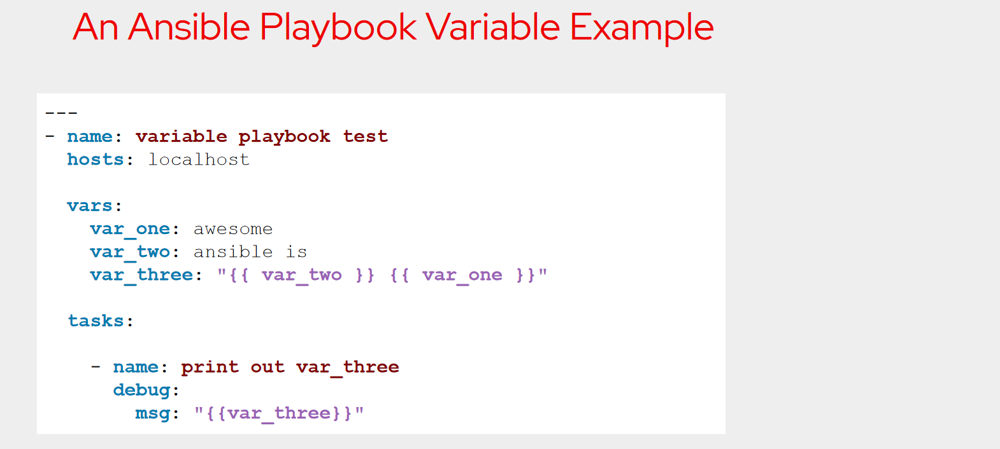 An Ansible Playbook Variable Example
---
- name: variable playbook test
  hosts: localhost
  vars:
    var_one: awesome
    var_two: ansible is
    var_three: "{{ var_two }} {{ var_one }}"
  tasks:
    - name: print out var_three
      debug:
        msg: "{{var_three}}"